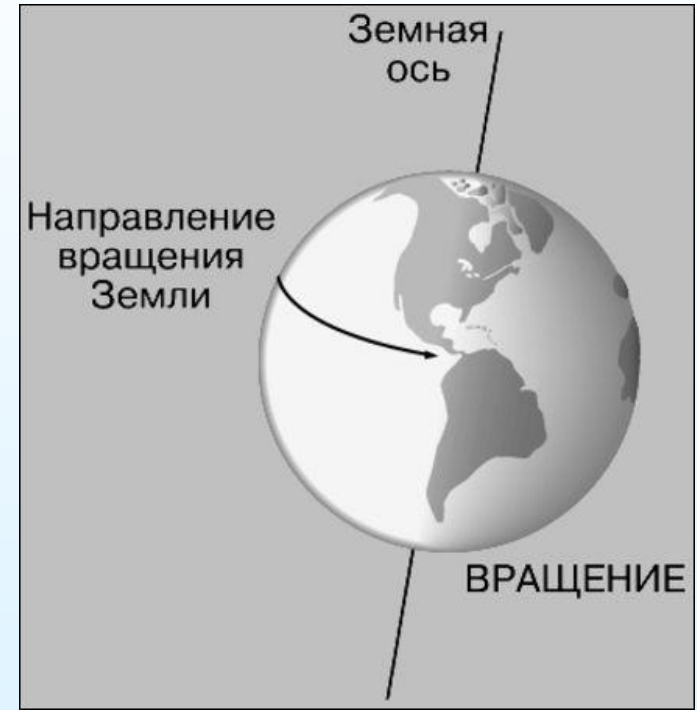 Земная
ось
Направление
вращения
Земли
ВРАЩЕНИЕ